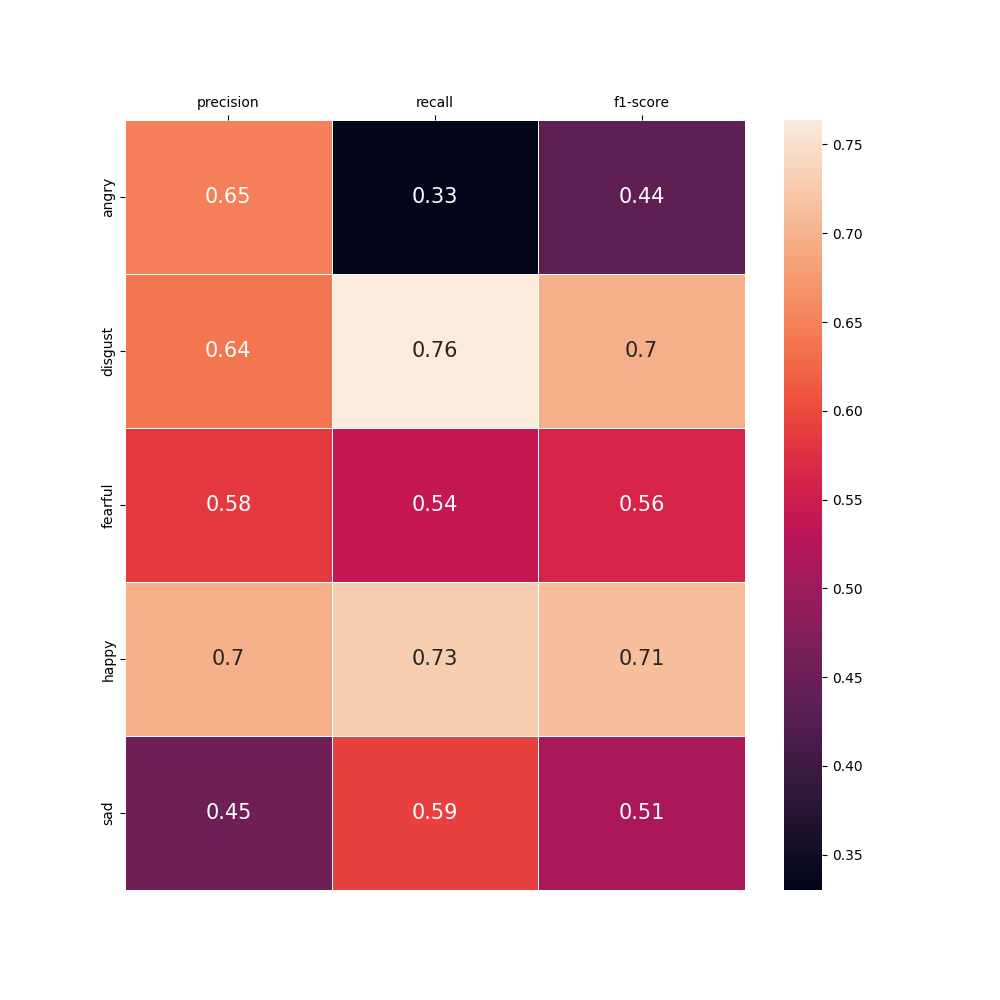 precision recall f1-score
angry 0.65 0.33 0.44
disgust 0.64 0.76 0.7
fearful 0.58 0.54 0.56
happy 0.7 0.73 0.71
sad 0.45 0.59 0.51
0.75
0.70
0.65
0.60
0.55
0.50
0.45
0.40
0.35